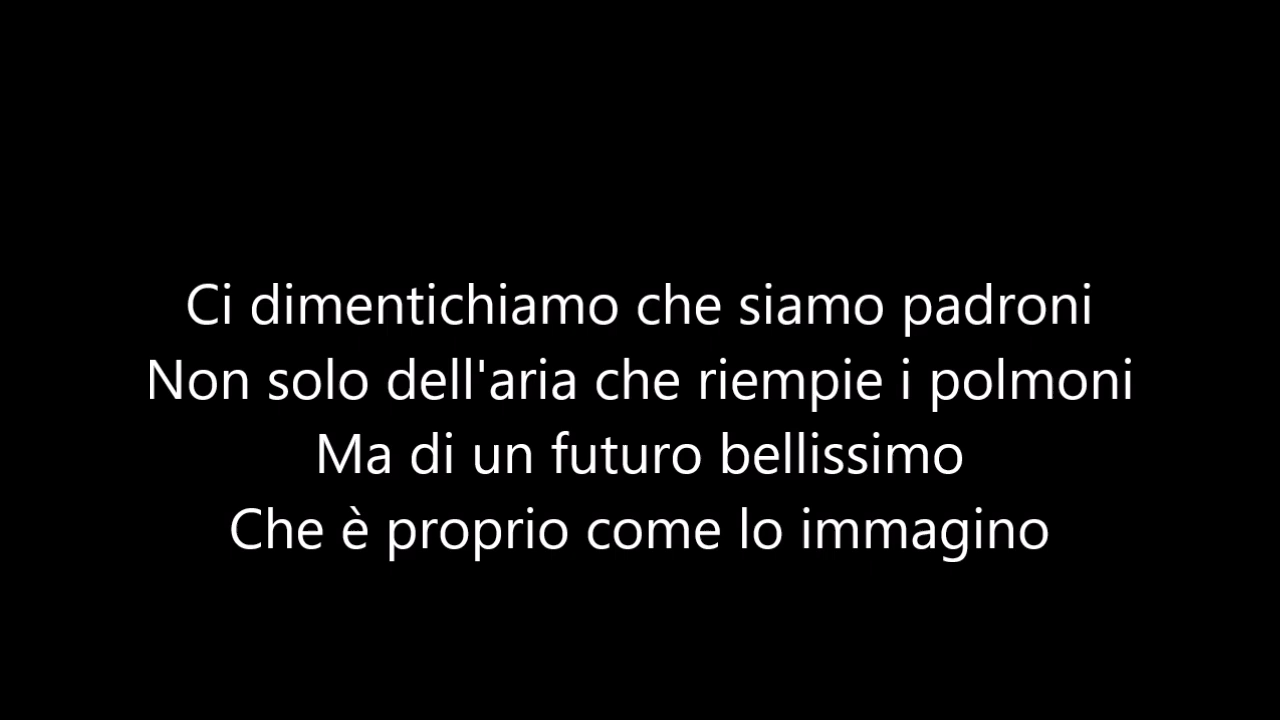 Ci dimentichiamo che siamo padroni
Non solo dell'aria che riempie i polmoni
Ma di un futuro bellissimo
Che è proprio come lo immagino